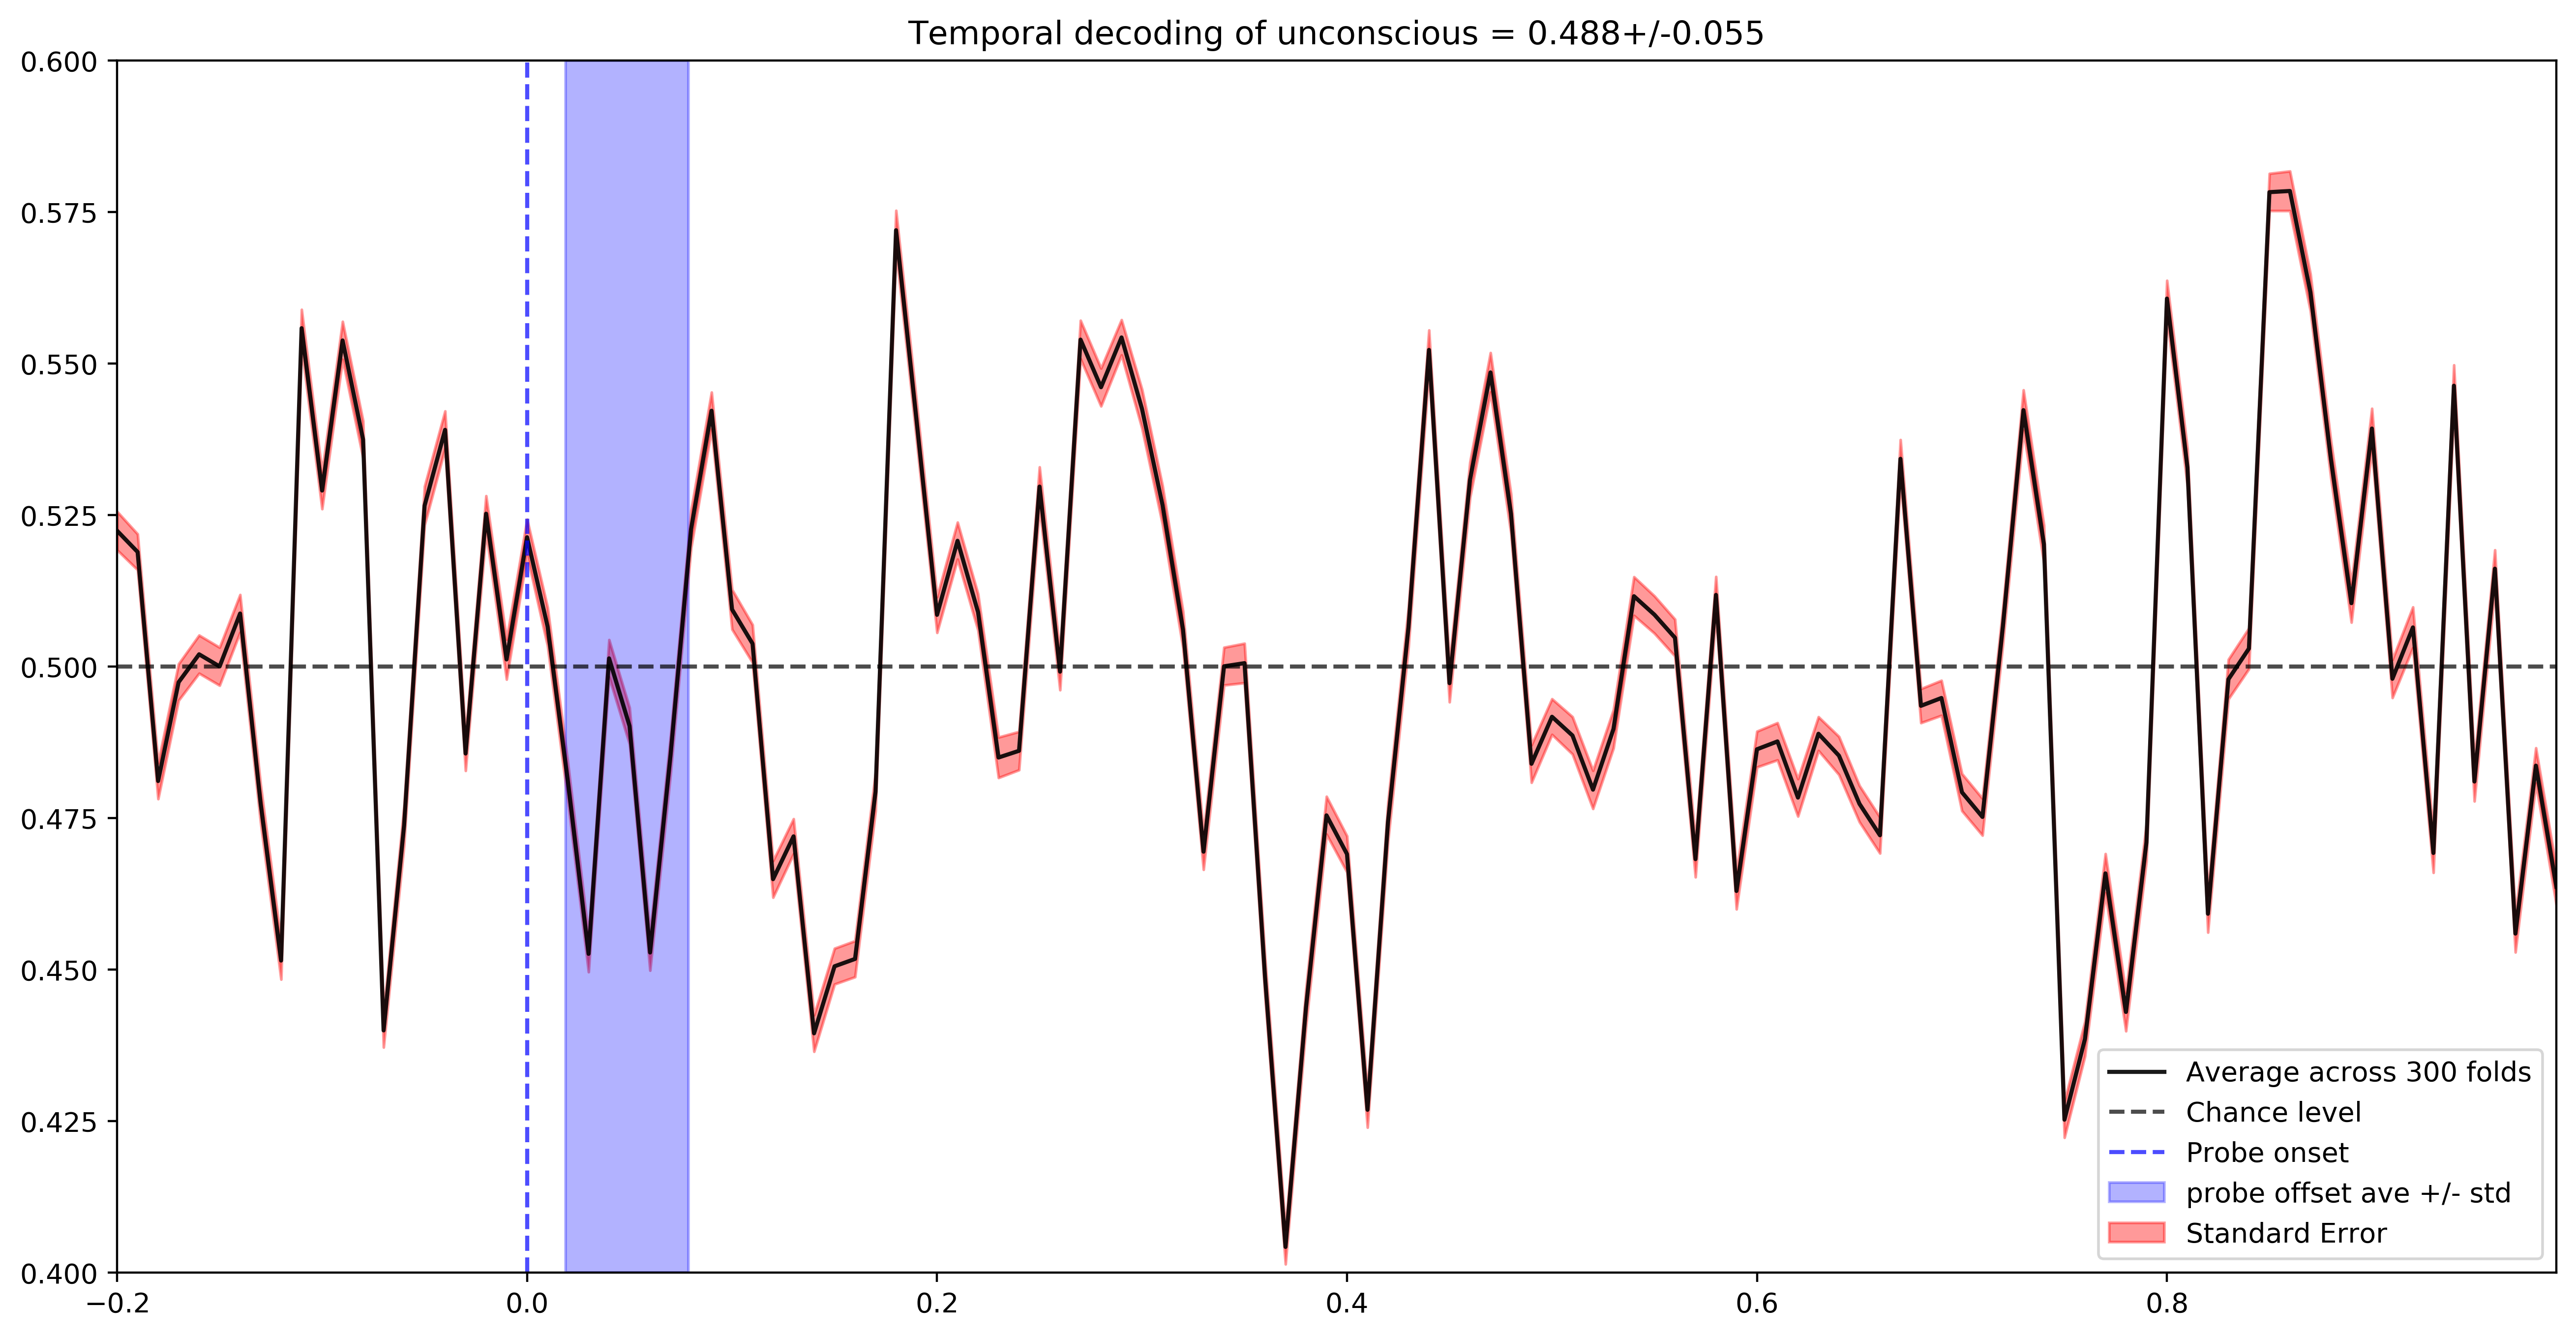 Temporal decoding of unconscious = 0.488+/-0.055
0.600
0.575
0.550
0.525
0.500
0.475
0.450
0.425
0.400
−0.2
0.0
0.2
0.4
0.6
0.8
Average across 300 folds
Chance level
Probe onset
probe offset ave +/- std
Standard Error